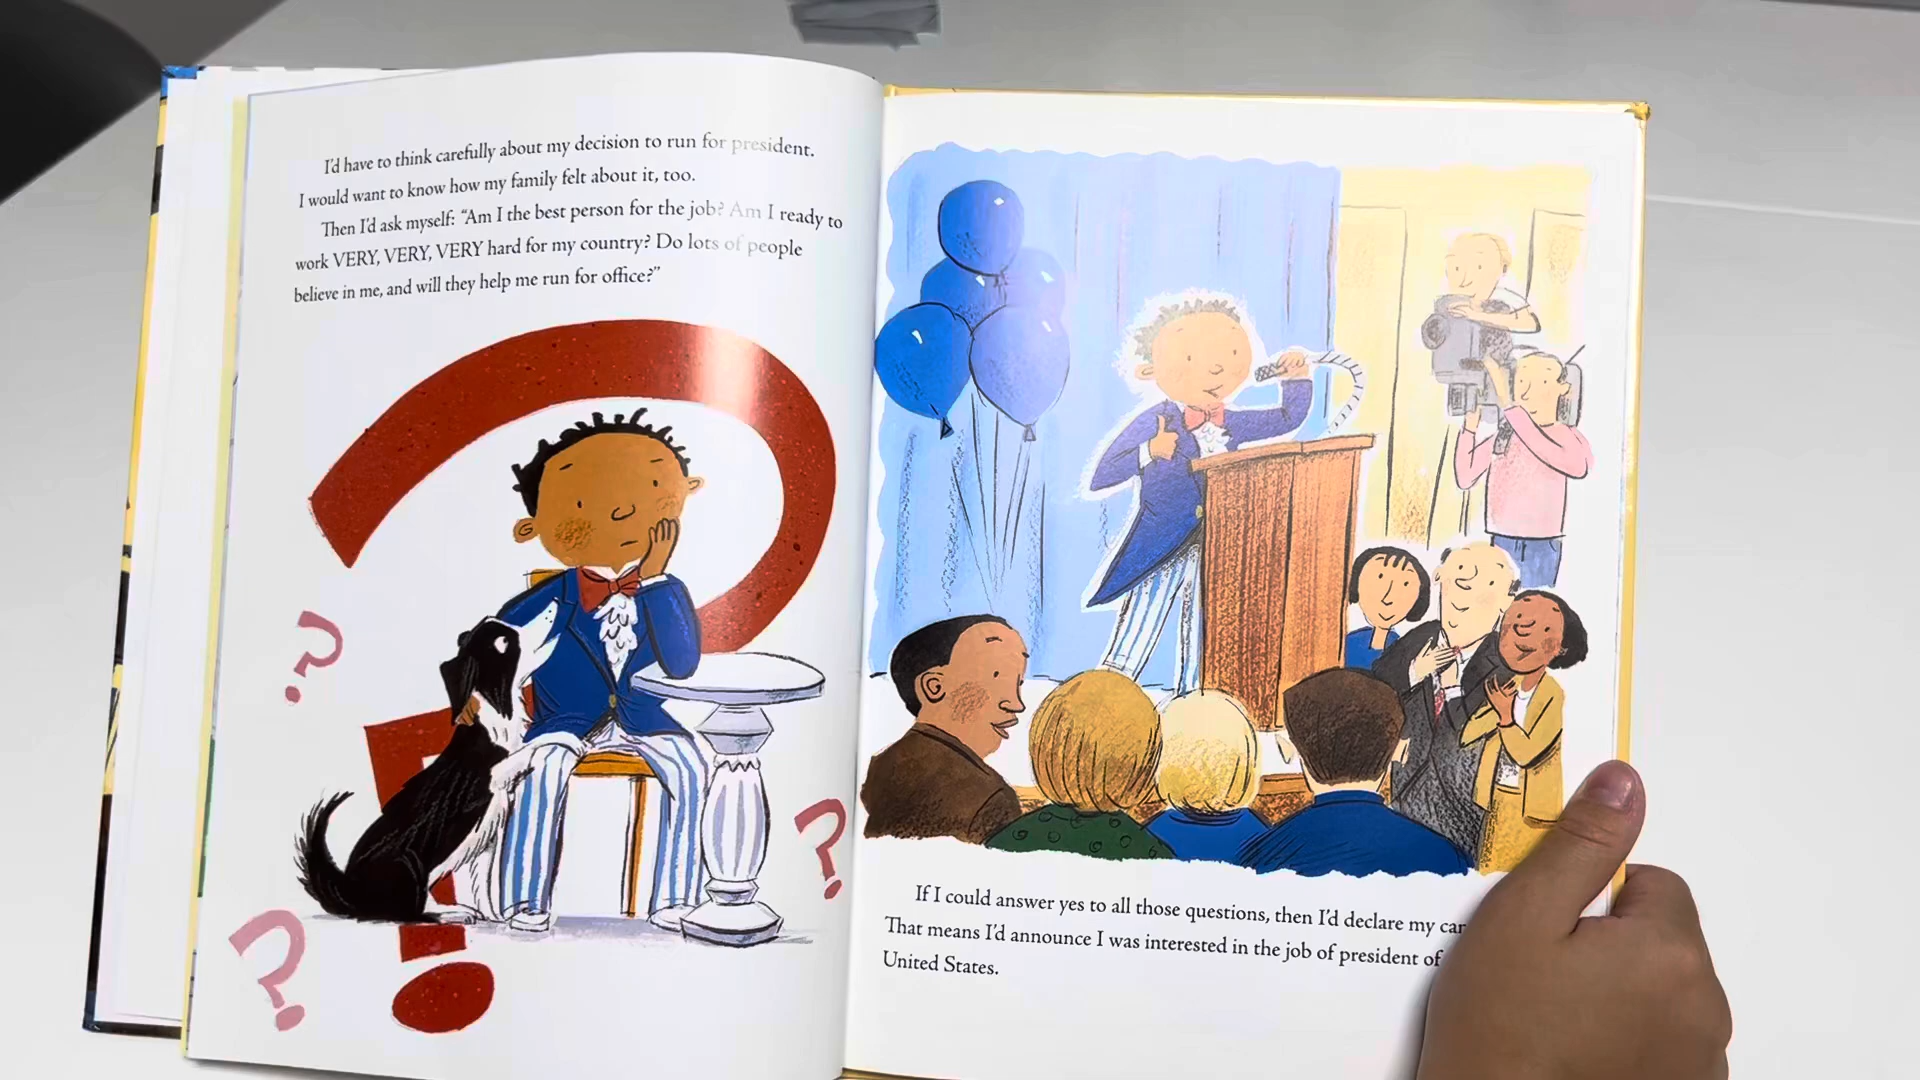 I'd have to think carefully about my decision to run for president.
I would want to know how my family felt about it, too.
Then I'd ask myself: “Am I the best person for the job? Am I ready to
work VERY, VERY, VERY hard for my country? Do lots of people
believe in me, and will they help me run for office?”
If I could answer yes to all those questions, then I'd declare my
That means I'd announce I was interested in the job of president of
United States.